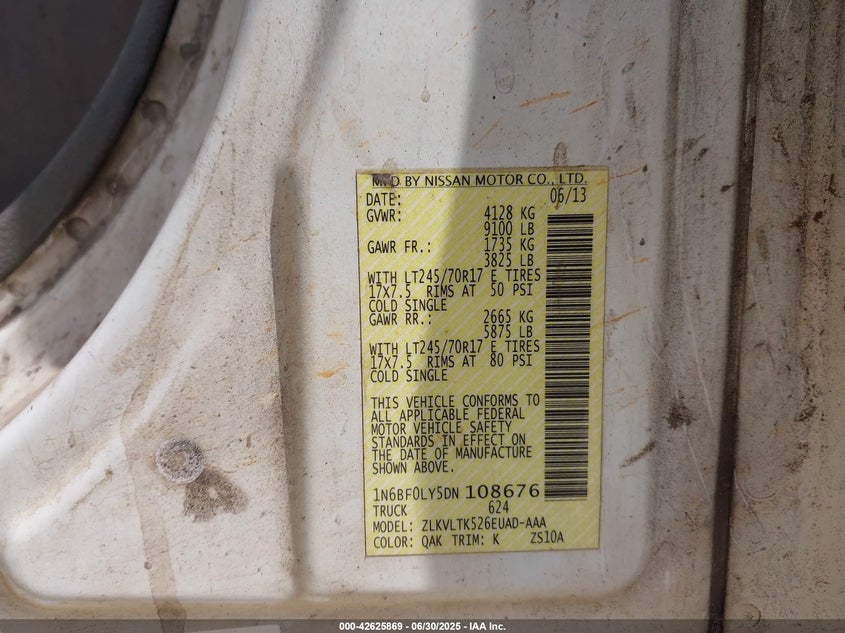 MFD BY NISSAN MOTOR CO., LTD.
DATE: 06/13
GVWR: 4128 KG
9100 LB
GAWR FR.: 1735 KG
3825 LB
WITH LT245/70R17 E TIRES
17X7.5 RIMS AT 50 PSI
COLD SINGLE
GAWR RR.: 2665 KG
5875 LB
WITH LT245/70R17 E TIRES
17X7.5 RIMS AT 80 PSI
COLD SINGLE
THIS VEHICLE CONFORMS TO
ALL APPLICABLE FEDERAL
MOTOR VEHICLE SAFETY
STANDARDS IN EFFECT ON
THE DATE OF MANUFACTURE
SHOWN ABOVE.
1N6BF0LY5DN 108676
TRUCK 624
MODEL: ZLKVLTK526EUAD-AAA
COLOR: QAK TRIM: K ZS10A
000-42625869 - 06/30/2025 - IAA Inc.